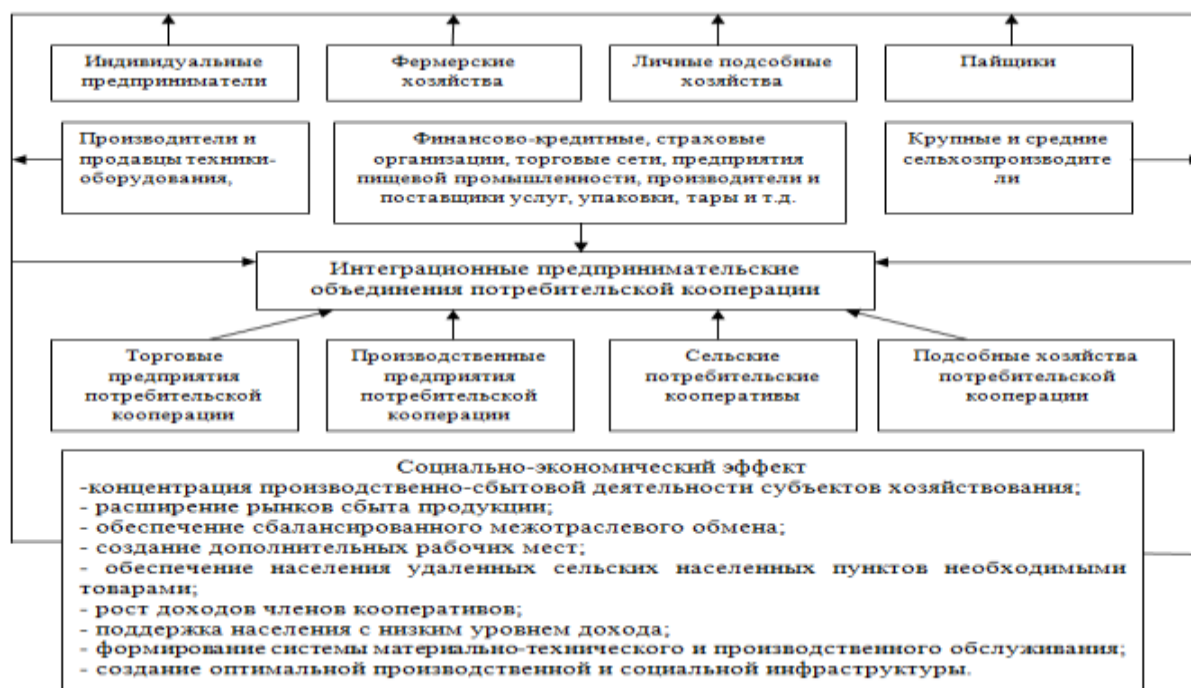 Индивидуальные
предприниматели
Фермерские
хозяйства
Личные подсобные
хозяйства
Пайщики
Производители и
продавцы техники-
оборудования,
Финансово-кредитные, страховые
организации, торговые сети, предприятия
пищевой промышленности, производители и
поставщики услуг, упаковки, тары и т.д.
Крупные и средние
сельхозпроизводите
ли
Интеграционные предпринимательские
объединения потребительской кооперации
Торговые
предприятия
потребительской
кооперации
Производственные
предприятия
потребительской
кооперации
Сельские
потребительские
кооперативы
Подсобные хозяйства
потребительской
кооперации
Социально-экономический эффект
-концентрация производственно-сбытовой деятельности субъектов хозяйствования;
- расширение рынков сбыта продукции;
- обеспечение сбалансированного межотраслевого обмена;
- создание дополнительных рабочих мест;
- обеспечение населения удаленных сельских населенных пунктов необходимыми
товарами;
- рост доходов членов кооперативов;
- поддержка населения с низким уровнем дохода;
- формирование системы материально-технического и производственного обслуживания;
- создание оптимальной производственной и социальной инфраструктуры.